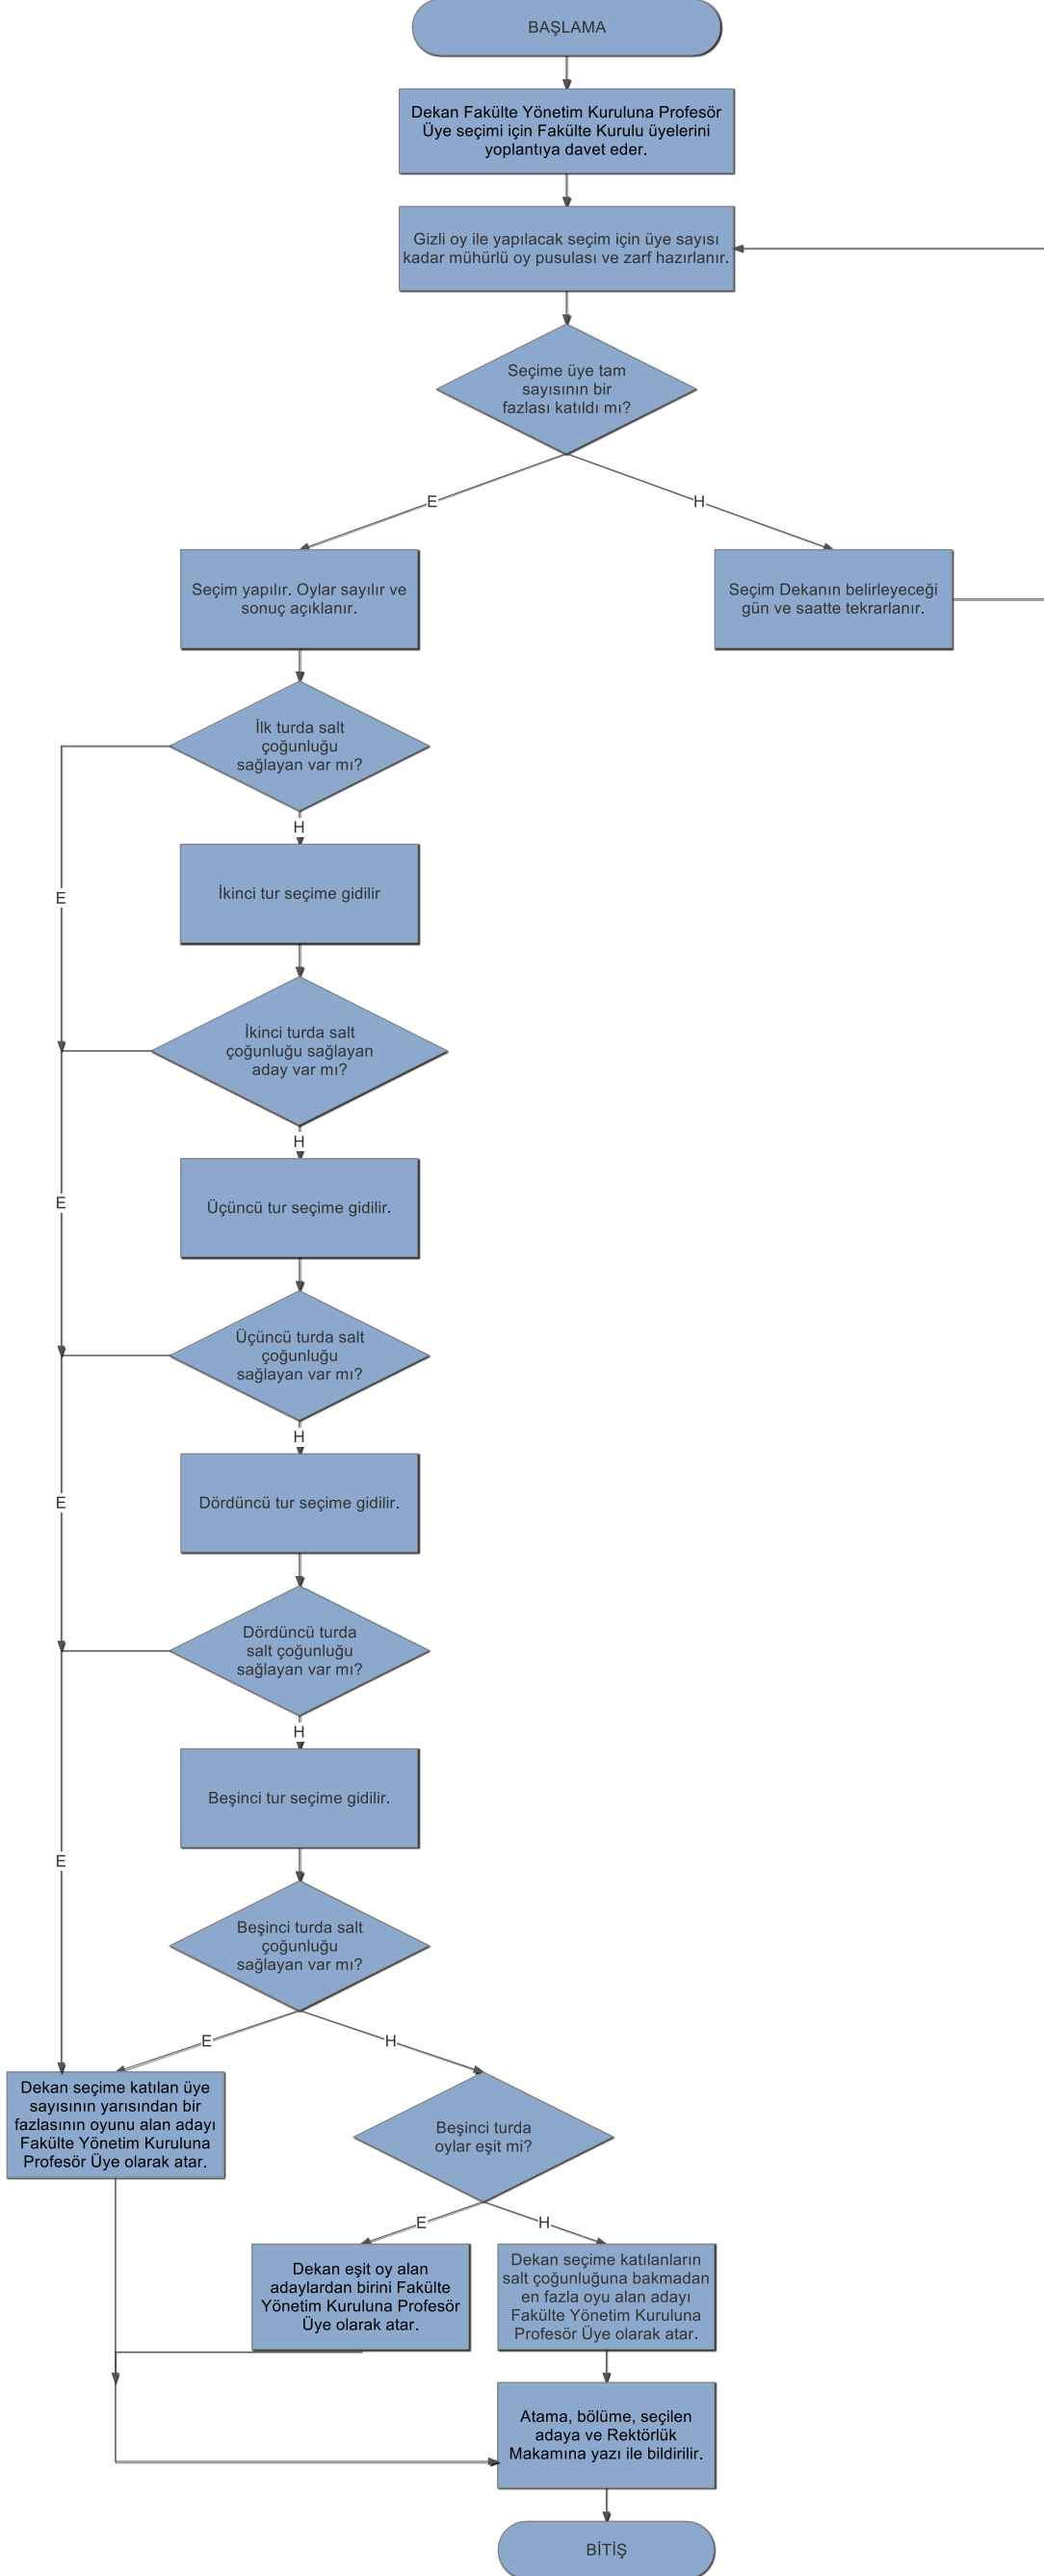 BAŞLAMA
Dekan Fakülte Yönetim Kuruluna Profesör
Üye seçimi için Fakülte Kurulu üyelerini
yoplantıya davet eder.
Gizli oy ile yapılacak seçim için üye sayısı
kadar mühürlü oy pusulası ve zarf hazırlanır.
Seçime üye tam
sayısının bir
fazlası katıldı mı?
E
H
Seçim yapılır. Oylar sayılır ve
sonuç açıklanır.
Seçim Dekanın belirleyeceği
gün ve saatte tekrarlanır.
İlk turda salt
çoğunluğu
sağlayan var mı?
H
E
İkinci tur seçime gidilir
İkinci turda salt
çoğunluğu sağlayan
aday var mı?
H
E
Üçüncü tur seçime gidilir.
Üçüncü turda salt
çoğunluğu
sağlayan var mı?
H
E
Dördüncü tur seçime gidilir.
Dördüncü turda
salt çoğunluğu
sağlayan var mı?
H
Beşinci tur seçime gidilir.
E
Beşinci turda salt
çoğunluğu
sağlayan var mı?
E
H
Dekan seçime katılan üye
sayısının yarısından bir
fazlasının oyunu alan adayı
Fakülte Yönetim Kuruluna
Profesör Üye olarak atar.
Beşinci turda
oylar eşit mi?
E
H
Dekan eşit oy alan
adaylardan birini Fakülte
Yönetim Kuruluna Profesör
Üye olarak atar.
Dekan seçime katılanların
salt çoğunluğuna bakmadan
en fazla oyu alan adayı
Fakülte Yönetim Kuruluna
Profesör Üye olarak atar.
Atama, bölüme, seçilen
adaya ve Rektörlük
Makamına yazı ile bildirilir.
BİTİŞ